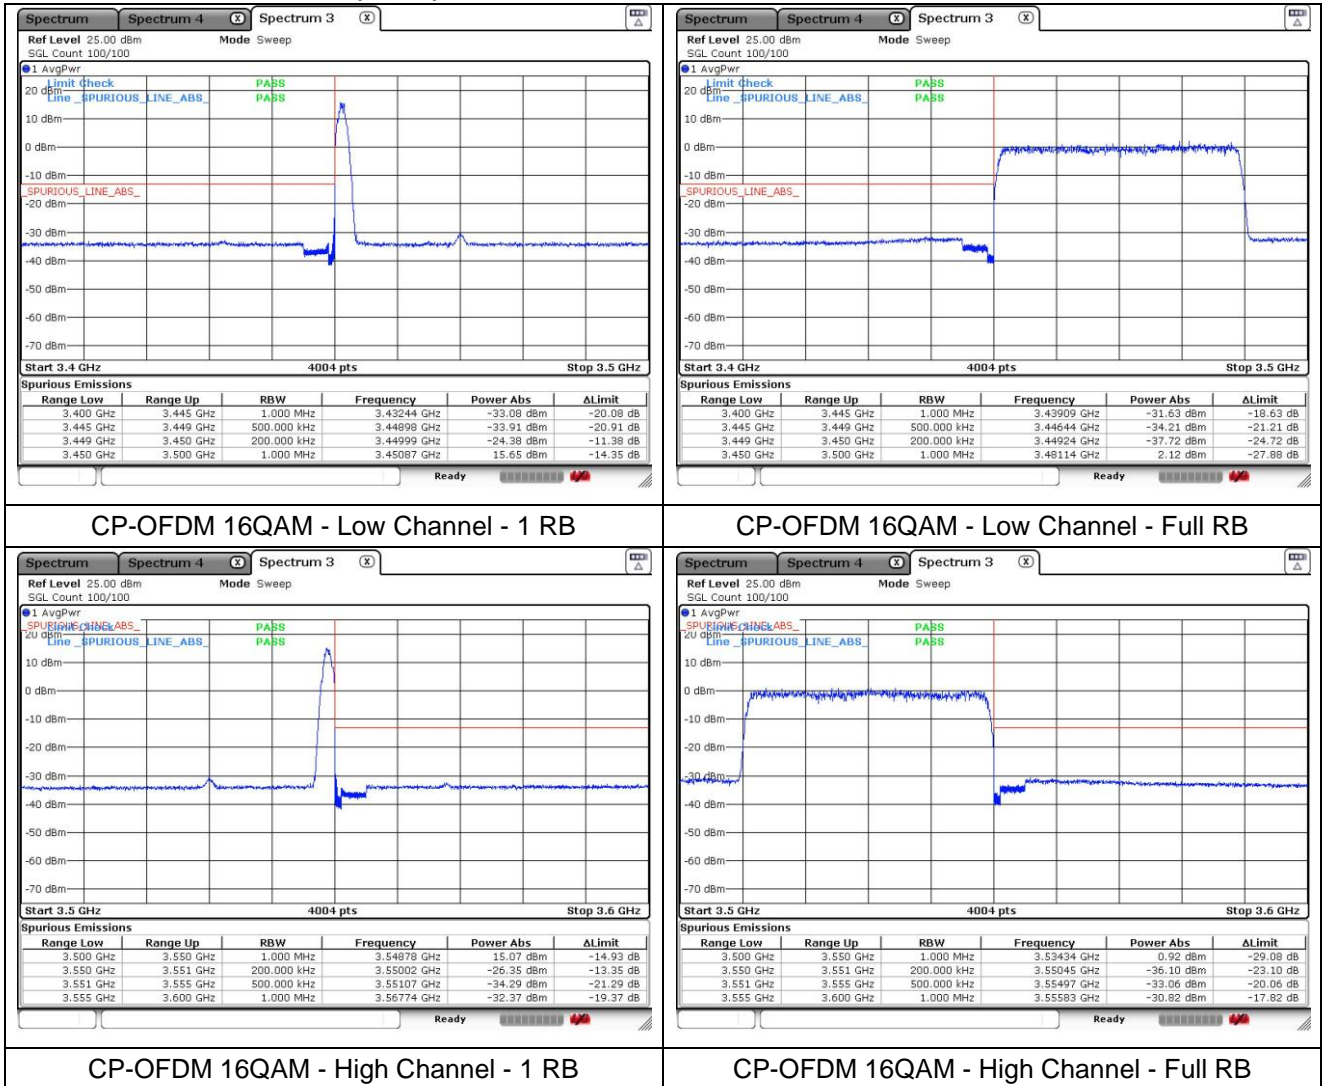 Spectrum Spectrum 4 X Spectrum 3 X
Ref Level 25.00 dBm Mode Sweep
SGL Count 100/100
1 AvgPwr
Limit Check PASS
20 dBm
Line _SPURIOUS_LINE_ABS_ PASS
10 dBm
0 dBm
-10 dBm
_SPURIOUS_LINE_ABS_
-20 dBm
-30 dBm
-40 dBm
-50 dBm
-60 dBm
-70 dBm
Start 3.4 GHz 4004 pts Stop 3.5 GHz
Spurious Emissions
Range Low Range Up RBW Frequency Power Abs ΔLimit
3.400 GHz 3.445 GHz 1.000 MHz 3.43244 GHz -33.08 dBm -20.08 dB
3.445 GHz 3.449 GHz 500.000 kHz 3.44898 GHz -33.91 dBm -20.91 dB
3.449 GHz 3.450 GHz 200.000 kHz 3.44999 GHz -24.38 dBm -11.38 dB
3.450 GHz 3.500 GHz 1.000 MHz 3.45087 GHz 15.65 dBm -14.35 dB
Ready
CP-OFDM 16QAM - Low Channel - 1 RB
Spectrum Spectrum 4 X Spectrum 3 X
Ref Level 25.00 dBm Mode Sweep
SGL Count 100/100
1 AvgPwr
Limit Check PASS
20 dBm
Line _SPURIOUS_LINE_ABS_ PASS
10 dBm
0 dBm
-10 dBm
_SPURIOUS_LINE_ABS_
-20 dBm
-30 dBm
-40 dBm
-50 dBm
-60 dBm
-70 dBm
Start 3.4 GHz 4004 pts Stop 3.5 GHz
Spurious Emissions
Range Low Range Up RBW Frequency Power Abs ΔLimit
3.400 GHz 3.445 GHz 1.000 MHz 3.43909 GHz -31.63 dBm -18.63 dB
3.445 GHz 3.449 GHz 500.000 kHz 3.44644 GHz -34.21 dBm -21.21 dB
3.449 GHz 3.450 GHz 200.000 kHz 3.44924 GHz -37.72 dBm -24.72 dB
3.450 GHz 3.500 GHz 1.000 MHz 3.48114 GHz 2.12 dBm -27.88 dB
Ready
CP-OFDM 16QAM - Low Channel - Full RB
Spectrum Spectrum 4 X Spectrum 3 X
Ref Level 25.00 dBm Mode Sweep
SGL Count 100/100
1 AvgPwr
_SPURIOUS_LINE_ABS_
Limit Check PASS
20 dBm
Line _SPURIOUS_LINE_ABS_ PASS
10 dBm
0 dBm
-10 dBm
-20 dBm
-30 dBm
-40 dBm
-50 dBm
-60 dBm
-70 dBm
Start 3.5 GHz 4004 pts Stop 3.6 GHz
Spurious Emissions
Range Low Range Up RBW Frequency Power Abs ΔLimit
3.500 GHz 3.550 GHz 1.000 MHz 3.54878 GHz 15.07 dBm -14.93 dB
3.550 GHz 3.551 GHz 200.000 kHz 3.55002 GHz -26.35 dBm -13.35 dB
3.551 GHz 3.555 GHz 500.000 kHz 3.55107 GHz -34.29 dBm -21.29 dB
3.555 GHz 3.600 GHz 1.000 MHz 3.56774 GHz -32.37 dBm -19.37 dB
Ready
CP-OFDM 16QAM - High Channel - 1 RB
Spectrum Spectrum 4 X Spectrum 3 X
Ref Level 25.00 dBm Mode Sweep
SGL Count 100/100
1 AvgPwr
_SPURIOUS_LINE_ABS_
Limit Check PASS
20 dBm
Line _SPURIOUS_LINE_ABS_ PASS
10 dBm
0 dBm
-10 dBm
-20 dBm
-30 dBm
-40 dBm
-50 dBm
-60 dBm
-70 dBm
Start 3.5 GHz 4004 pts Stop 3.6 GHz
Spurious Emissions
Range Low Range Up RBW Frequency Power Abs ΔLimit
3.500 GHz 3.550 GHz 1.000 MHz 3.53434 GHz 0.92 dBm -29.08 dB
3.550 GHz 3.551 GHz 200.000 kHz 3.55045 GHz -36.10 dBm -23.10 dB
3.551 GHz 3.555 GHz 500.000 kHz 3.55497 GHz -33.06 dBm -20.06 dB
3.555 GHz 3.600 GHz 1.000 MHz 3.55583 GHz -30.82 dBm -17.82 dB
Ready
CP-OFDM 16QAM - High Channel - Full RB